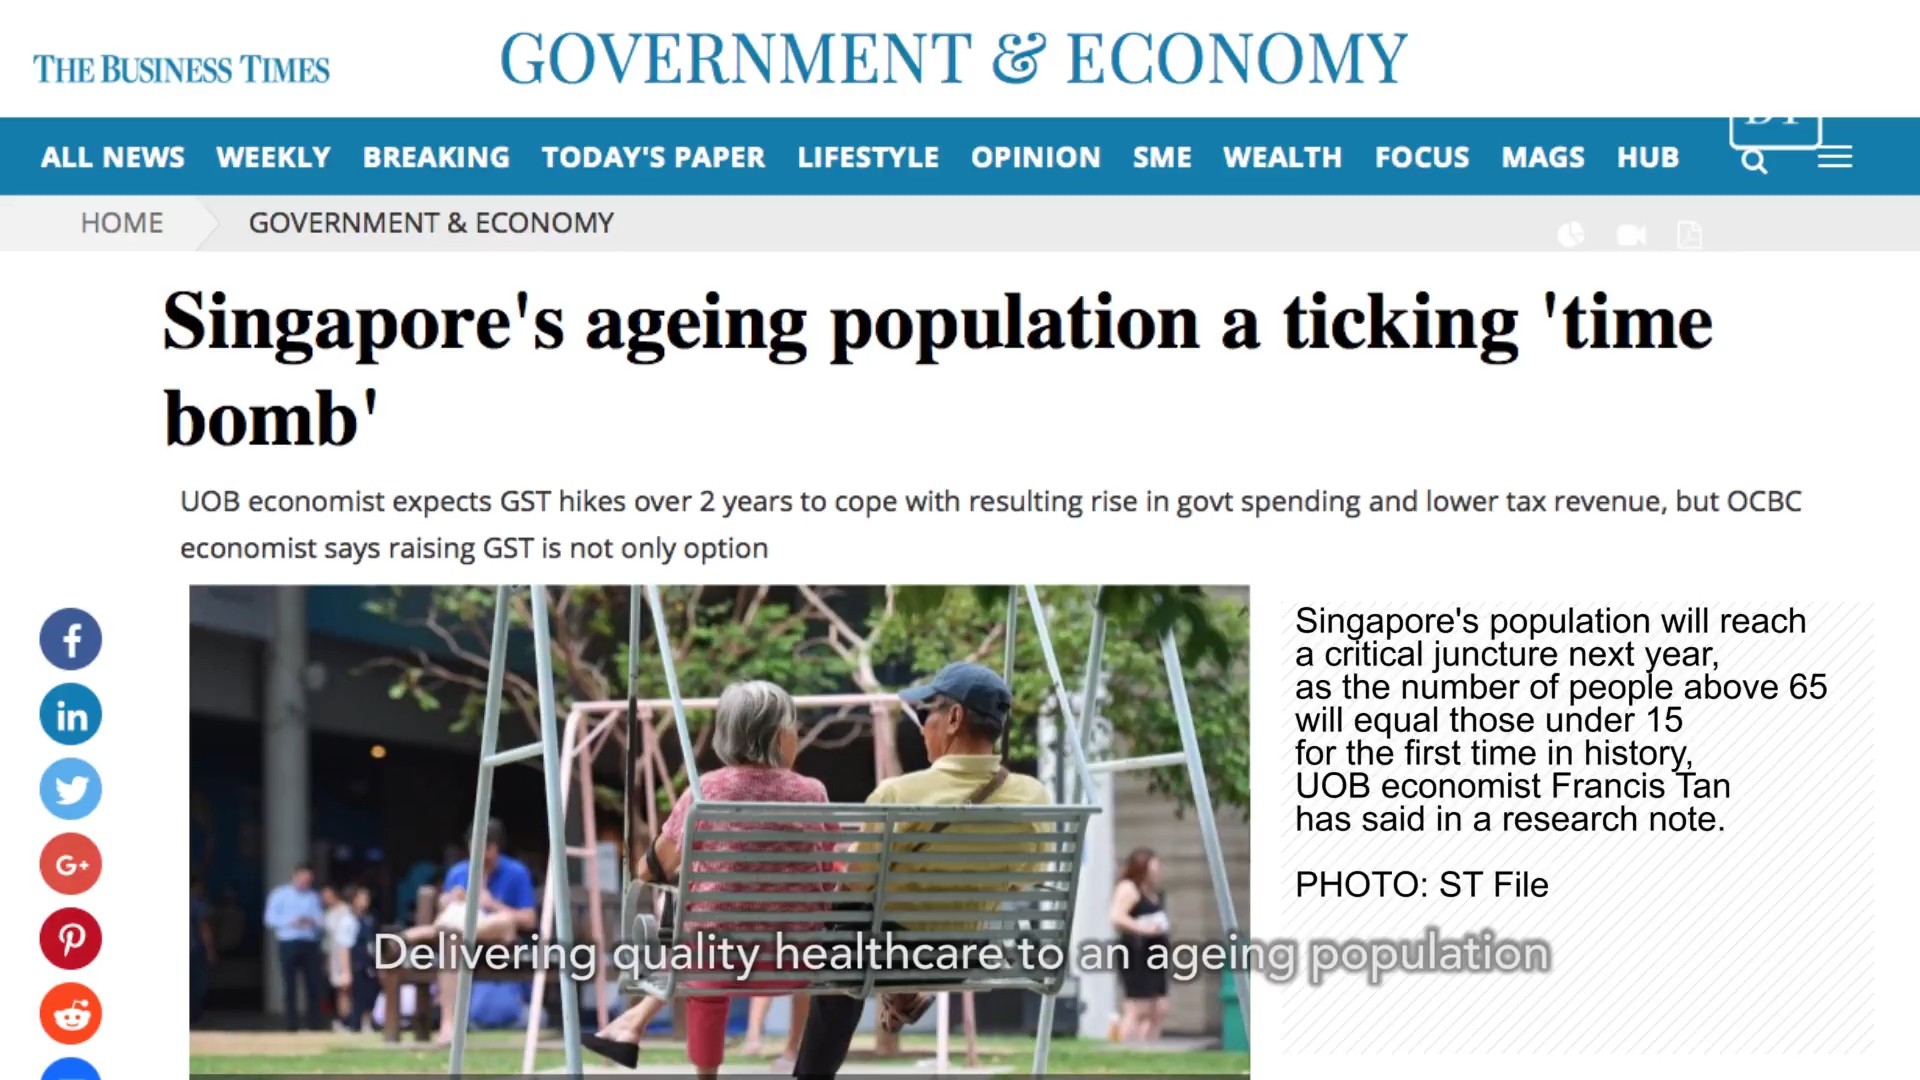 THE BUSINESS TIMES
GOVERNMENT & ECONOMY
ALL NEWS WEEKLY BREAKING TODAY'S PAPER LIFESTYLE OPINION SME WEALTH FOCUS MAGS HUB
HOME GOVERNMENT & ECONOMY
Singapore's ageing population a ticking 'time
bomb'
UOB economist expects GST hikes over 2 years to cope with resulting rise in govt spending and lower tax revenue, but OCBC
economist says raising GST is not only option
Singapore's population will reach
a critical juncture next year,
as the number of people above 65
will equal those under 15
for the first time in history,
UOB economist Francis Tan
has said in a research note.
PHOTO: ST File
f
in
G+
Delivering quality healthcare to an ageing population